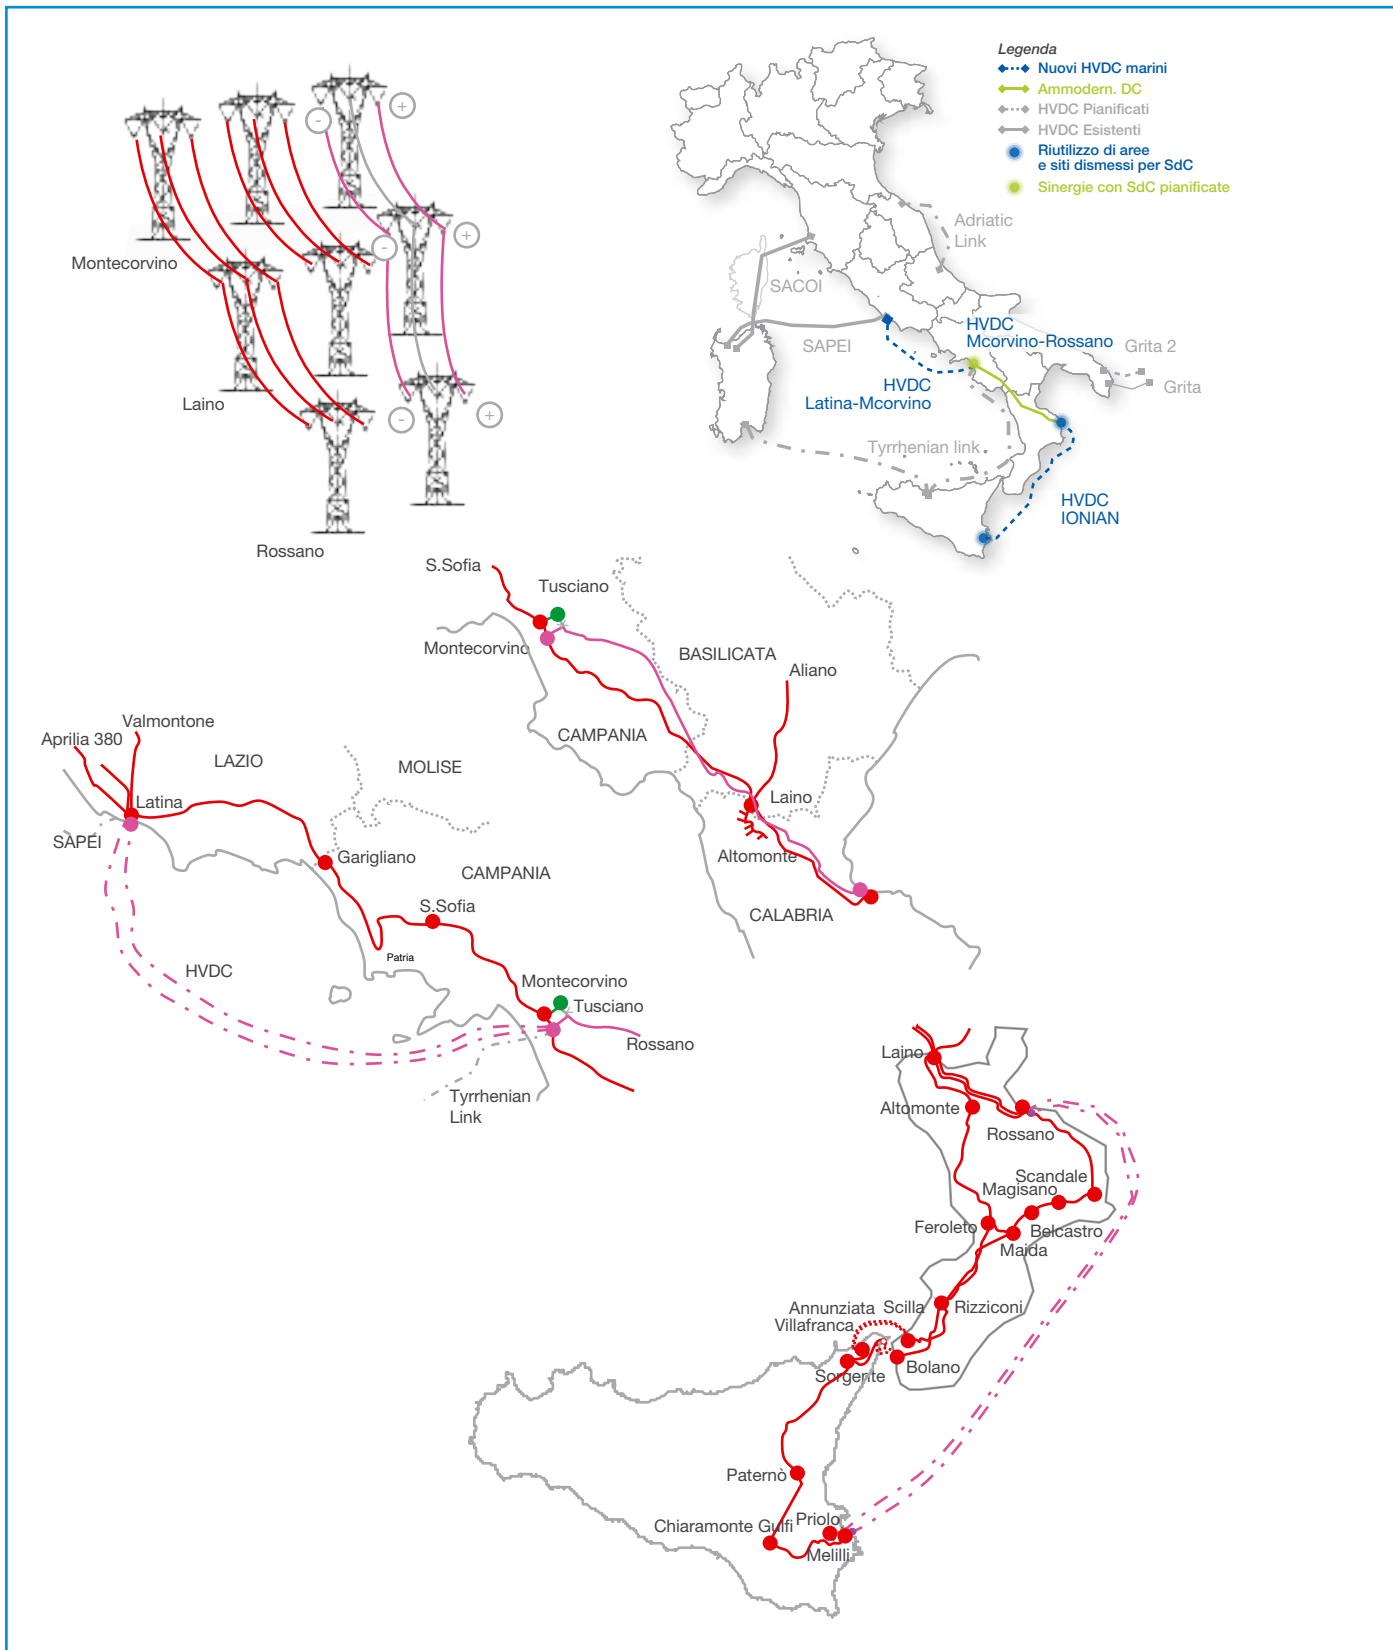 -
+
-
+
-
+
Montecorvino
Laino
Rossano
Legenda
Nuovi HVDC marini
Ammodern. DC
HVDC Pianificati
HVDC Esistenti
Riutilizzo di aree
e siti dismessi per SdC
Sinergie con SdC pianificate
Adriatic
Link
SACOI
SAPEI
HVDC
Mcorvino-Rossano
Grita 2
Grita
HVDC
Latina-Mcorvino
Tyrrhenian link
HVDC
IONIAN
S.Sofia
Tusciano
Montecorvino
BASILICATA
Aliano
CAMPANIA
Laino
Altomonte
CALABRIA
Valmontone
Aprilia 380
LAZIO
MOLISE
Latina
SAPEI
Garigliano
CAMPANIA
S.Sofia
Patria
HVDC
Montecorvino
Tusciano
Rossano
Tyrrhenian
Link
Laino
Altomonte
Rossano
Scandale
Magisano
Feroleto
Belcastro
Maida
Annunziata
Scilla
Rizziconi
Villafranca
Sorgente
Bolano
Paternò
Chiaramonte Gulfi
Priolo
Melilli